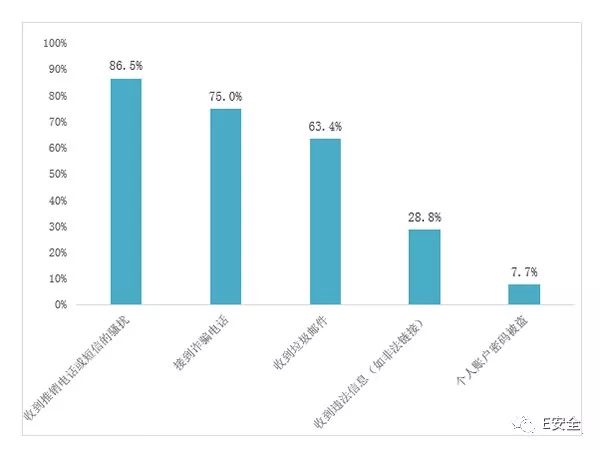 100%
90%
80%
70%
60%
50%
40%
30%
20%
10%
0%
86.5%
75.0%
63.4%
28.8%
7.7%
收到推销电话或短信的骚扰
接到诈骗电话
收到垃圾邮件
收到违法信息（如非法链接）
个人账户密码被盗
E安全